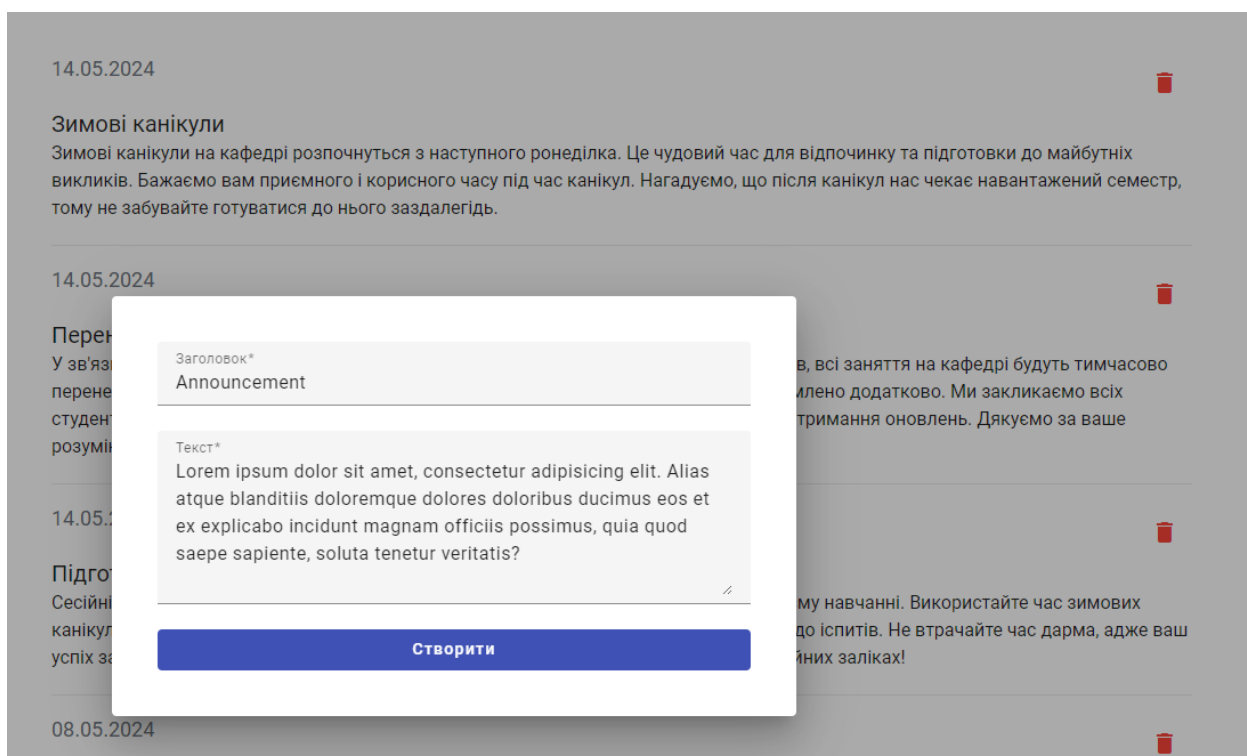 14.05.2024
Зимові канікули
Зимові канікули на кафедрі розпочнуться з наступного ронеділка. Це чудовий час для відпочинку та підготовки до майбутніх
викликів. Бажаємо вам приємного і корисного часу під час канікул. Нагадуємо, що після канікул нас чекає навантажений семестр,
тому не забувайте готуватися до нього заздалегідь.
14.05.2024
У всі заняття на кафедрі будуть тимчасово
додатково. Ми закликаємо всіх
оновлень. Дякуємо за ваше
Заголовок*
Announcement
Текст*
Lorem ipsum dolor sit amet, consectetur adipisicing elit. Alias
atque blanditiis doloremque dolores doloribus ducimus eos et
ex explicabo incidunt magnam officiis possimus, quia quod
saepe sapiente, soluta tenetur veritatis?
Створити
14.05.
навчанні. Використайте час зимових
до іспитів. Не втрачайте час дарма, адже ваш
успіх заліках!
08.05.2024